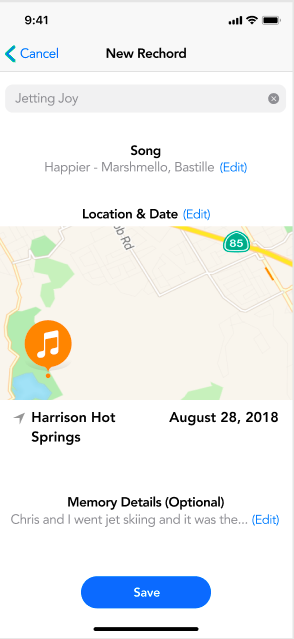 9:41
Cancel New Rechord
Jetting Joy
Song
Happier - Marshmello, Bastille (Edit)
Location & Date (Edit)
bb Rd
85
Harrison Hot August 28, 2018
Springs
Memory Details (Optional)
Chris and I went jet skiing and it was the... (Edit)
Save